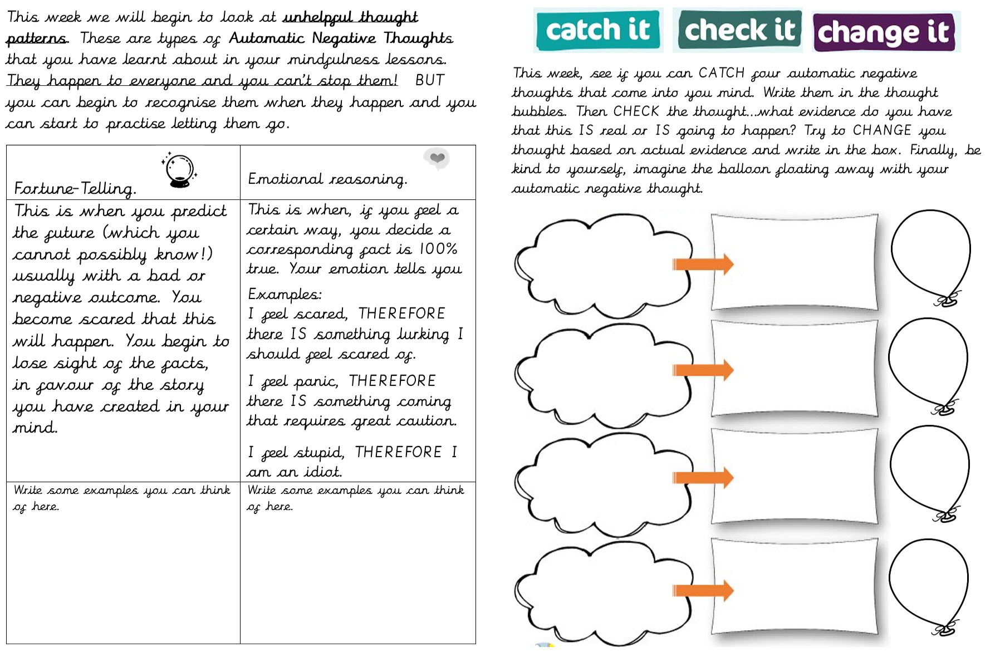 This week we will begin to look at unhelpful thought
patterns. These are types of Automatic Negative Thoughts
that you have learnt about in your mindfulness lessons.
They happen to everyone and you can't stop them! BUT
you can begin to recognise them when they happen and you
can start to practise letting them go.
Fortune-Telling.
This is when you predict
the future (which you
cannot possibly know!)
usually with a bad or
negative outcome. You
become scared that this
will happen. You begin to
lose sight of the facts,
in favour of the story
you have created in your
mind.
Write some examples you can think
of here.
Emotional reasoning.
This is when, if you feel a
certain way, you decide a
corresponding fact is 100%
true. Your emotion tells you
Examples:
I feel scared, THEREFORE
there IS something lurking I
should feel scared of.
I feel panic, THEREFORE
there IS something coming
that requires great caution.
I feel stupid, THEREFORE I
am an idiot.
Write some examples you can think
of here.
catch it check it change it
This week, see if you can CATCH four automatic negative
thoughts that come into you mind. Write them in the thought
bubbles. Then CHECK the thought...what evidence do you have
that this IS real or IS going to happen? Try to CHANGE you
thought based on actual evidence and write in the box. Finally, be
kind to yourself, imagine the balloon floating away with your
automatic negative thought.